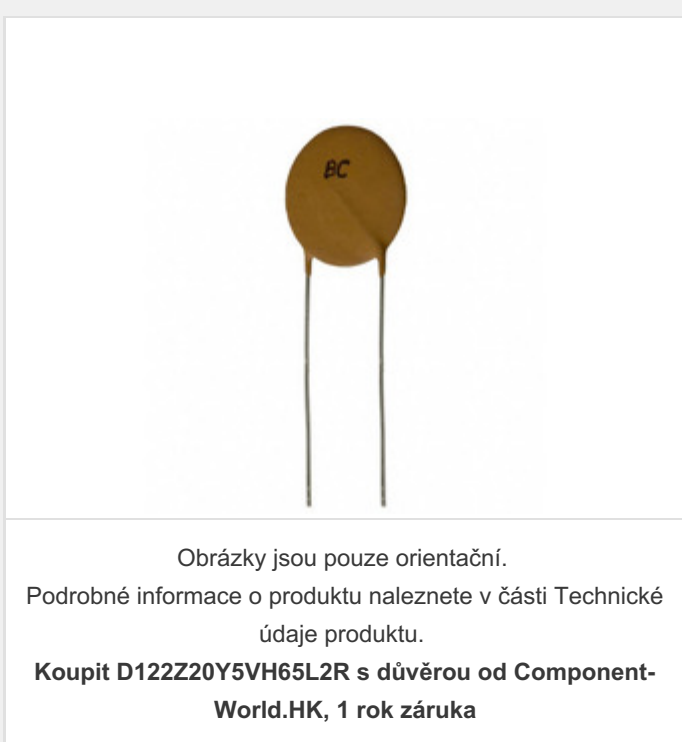 BC
Obrázky jsou pouze orientační.
Podrobné informace o produktu naleznete v části Technické
údaje produktu.
Koupit D122Z20Y5VH65L2R s důvěrou od Component-
World.HK, 1 rok záruka